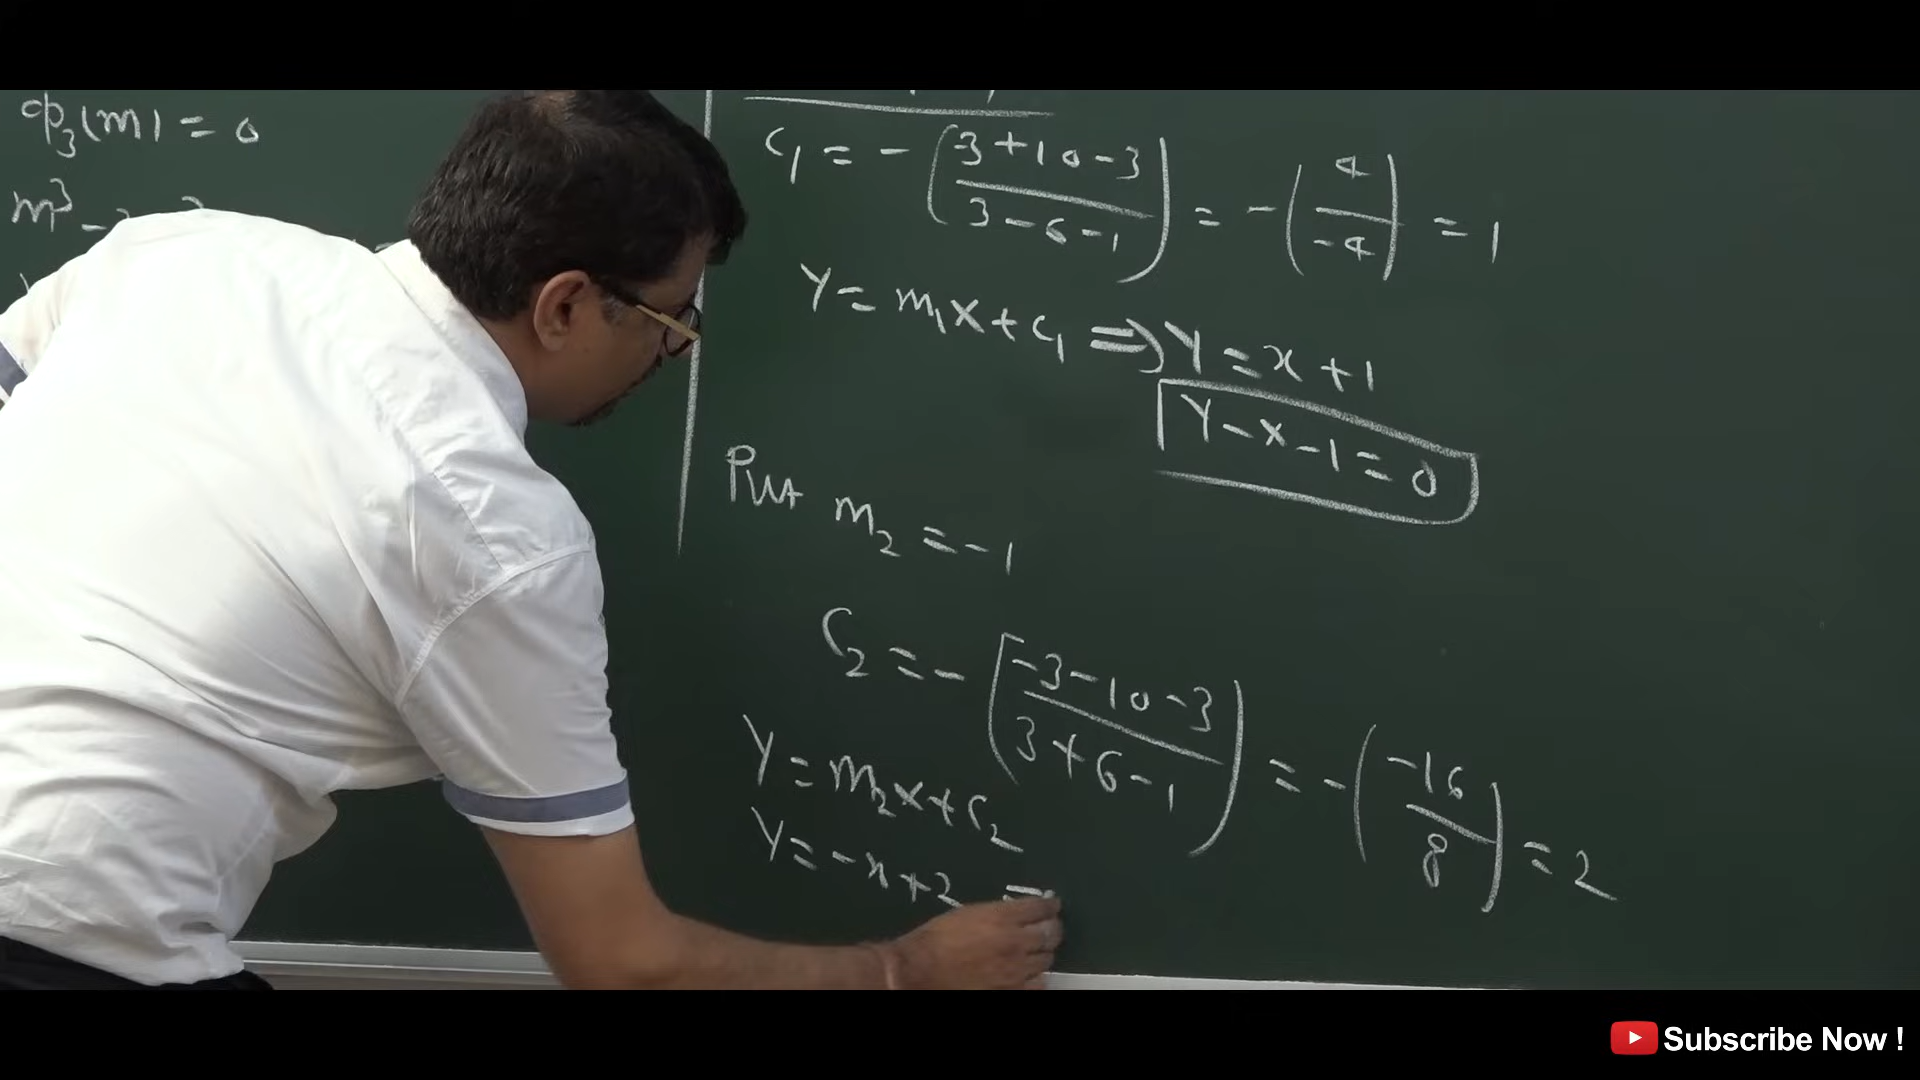 φ₃(m) = 0
m³ -
C₁ = - ((3+10-3)/(3-6-1)) = - (4/-4) = 1
Y = m₁x + C₁ ⇒ Y = x + 1
Y - x - 1 = 0
Put m₂ = -1
C₂ = - ((-3-10-3)/(3+6-1)) = - (-16/8) = 2
Y = m₂x + C₂
Y = -x + 2 =
Subscribe Now !